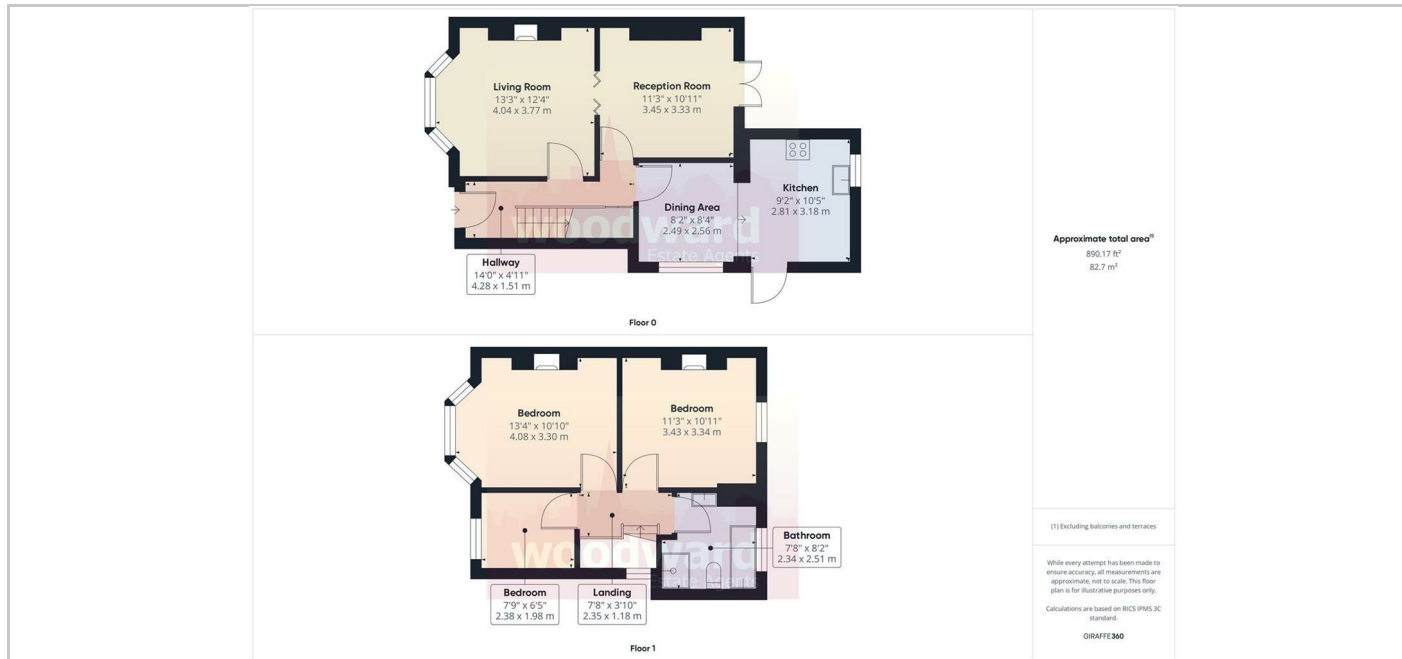 Living Room
13'3" x 12'4"
4.04 x 3.77 m
Reception Room
11'3" x 10'11"
3.45 x 3.33 m
Kitchen
9'2" x 10'5"
2.81 x 3.18 m
Dining Area
8'2" x 8'4"
2.49 x 2.56 m
woodward
Estate Agents
Hallway
14'0" x 4'11"
4.28 x 1.51 m
Floor 0
Approximate total area(1)
890.17 ft²
82.7 m²
Bedroom
13'4" x 10'10"
4.08 x 3.30 m
Bedroom
11'3" x 10'11"
3.43 x 3.34 m
woodward
Estate Agents
Bathroom
7'8" x 8'2"
2.34 x 2.51 m
Bedroom
7'9" x 6'5"
2.38 x 1.98 m
Landing
7'8" x 3'10"
2.35 x 1.18 m
Floor 1
(1) Excluding balconies and terraces
While every attempt has been made to
ensure accuracy, all measurements are
approximate, not to scale. This floor
plan is for illustrative purposes only.
Calculations are based on RICS IPMS 3C
standard.
GIRAFFE360